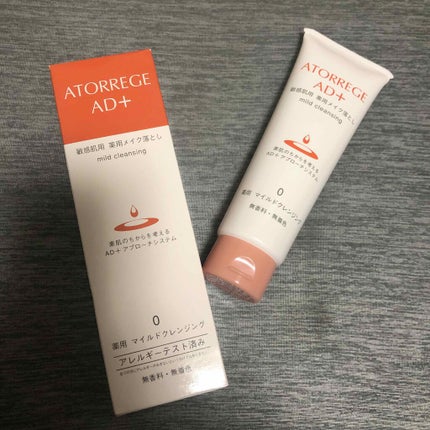 ATORREGE
AD+
敏感肌用 薬用メイク落とし
mild cleansing
素肌のちからを考える
AD+アプローチシステム
0
薬用 マイルドクレンジング
アレルギーテスト済み
無香料・無着色
ATORREGE
AD+
敏感肌用 薬用メイク落とし
mild cleansing
素肌のちからを考える
AD+アプローチシステム
0
薬用 マイルドクレンジング
無香料・無着色